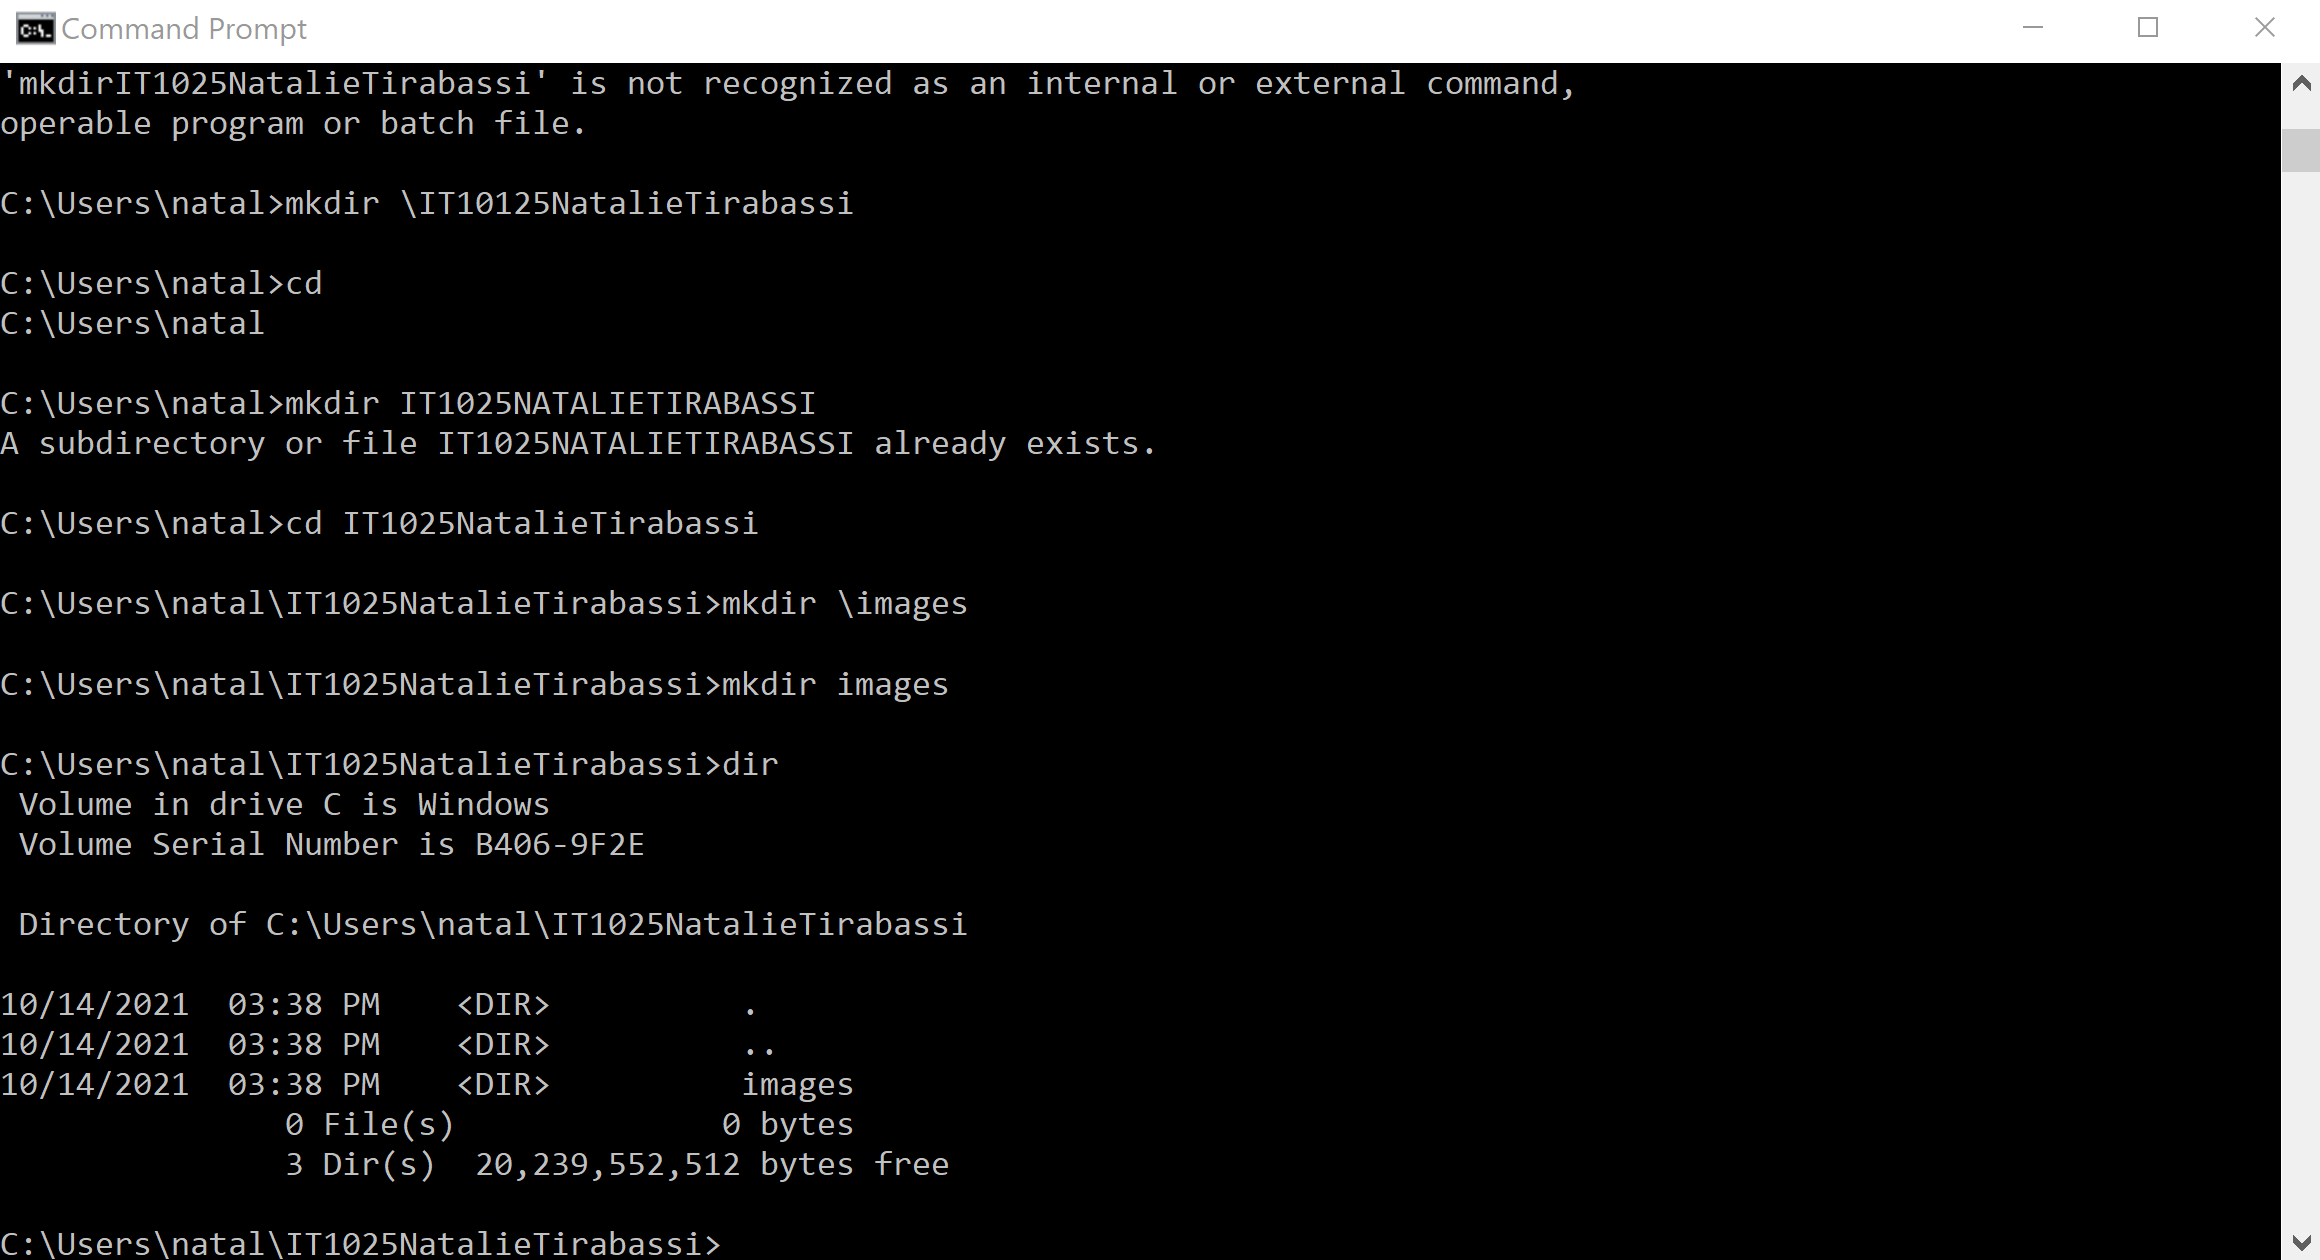 Command Prompt
'mkdirIT1025NatalieTirabassi' is not recognized as an internal or external command,
operable program or batch file.
C:\Users\natal>mkdir \IT10125NatalieTirabassi
C:\Users\natal>cd
C:\Users\natal
C:\Users\natal>mkdir IT1025NATALIETIRABASSI
A subdirectory or file IT1025NATALIETIRABASSI already exists.
C:\Users\natal>cd IT1025NatalieTirabassi
C:\Users\natal\IT1025NatalieTirabassi>mkdir \images
C:\Users\natal\IT1025NatalieTirabassi>mkdir images
C:\Users\natal\IT1025NatalieTirabassi>dir
 Volume in drive C is Windows
 Volume Serial Number is B406-9F2E
 Directory of C:\Users\natal\IT1025NatalieTirabassi
10/14/2021  03:38 PM    <DIR>          .
10/14/2021  03:38 PM    <DIR>          ..
10/14/2021  03:38 PM    <DIR>          images
               0 File(s)              0 bytes
               3 Dir(s)  20,239,552,512 bytes free
C:\Users\natal\IT1025NatalieTirabassi>